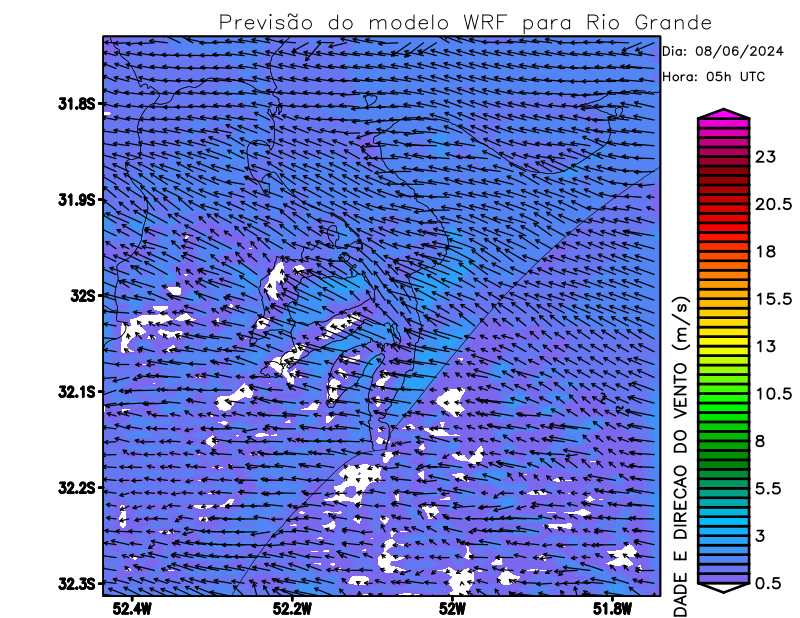 Previsão do modelo WRF para Rio Grande
Dia: 08/06/2024
Hora: 05h UTC
31.8S
31.9S
32S
32.1S
32.2S
32.3S
52.4W
52.2W
52W
51.8W
23
20.5
18
15.5
13
10.5
8
5.5
3
0.5
DADE E DIRECAO DO VENTO (m/s)